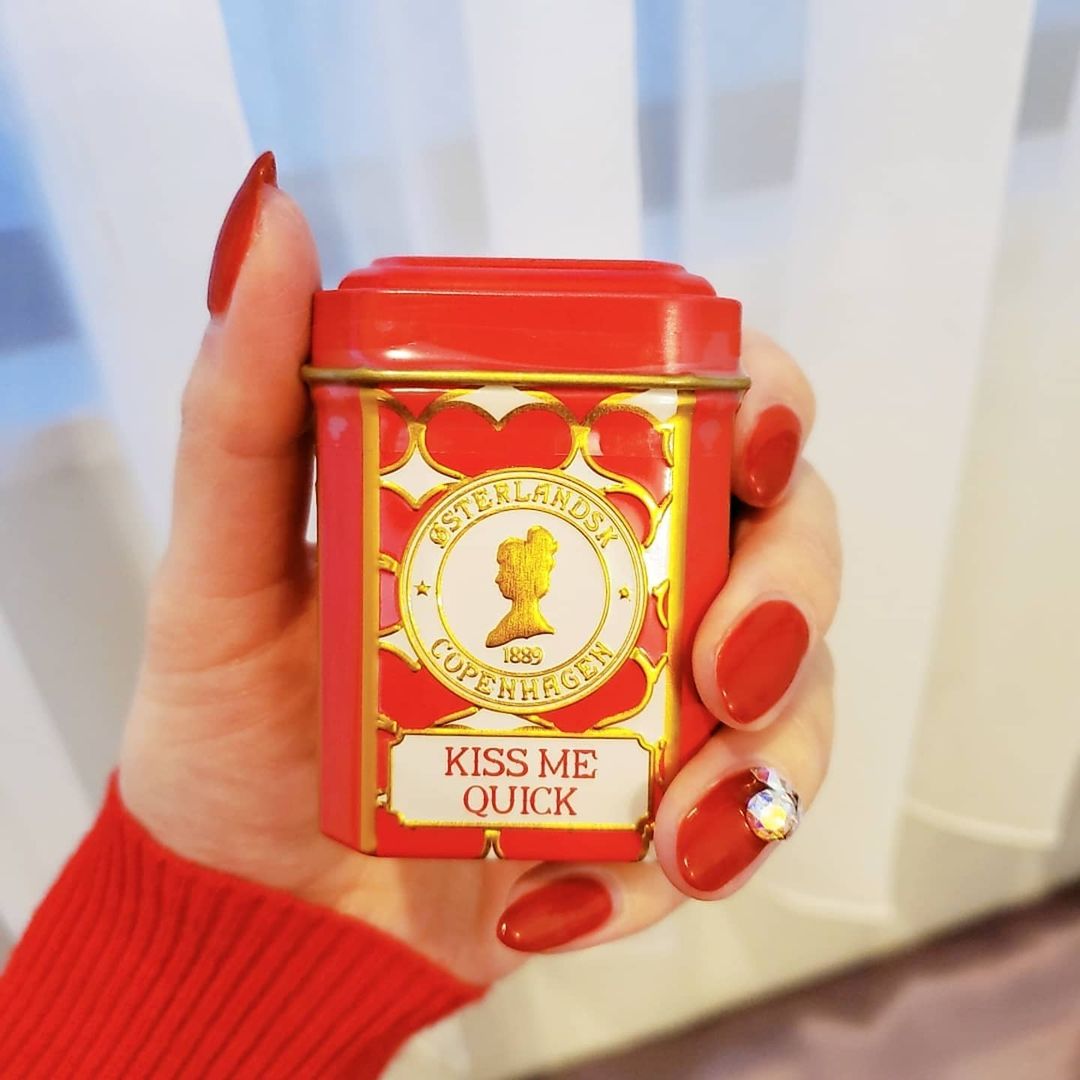 ØSTERLANDSK
1889
COPENHAGEN
KISS ME
QUICK